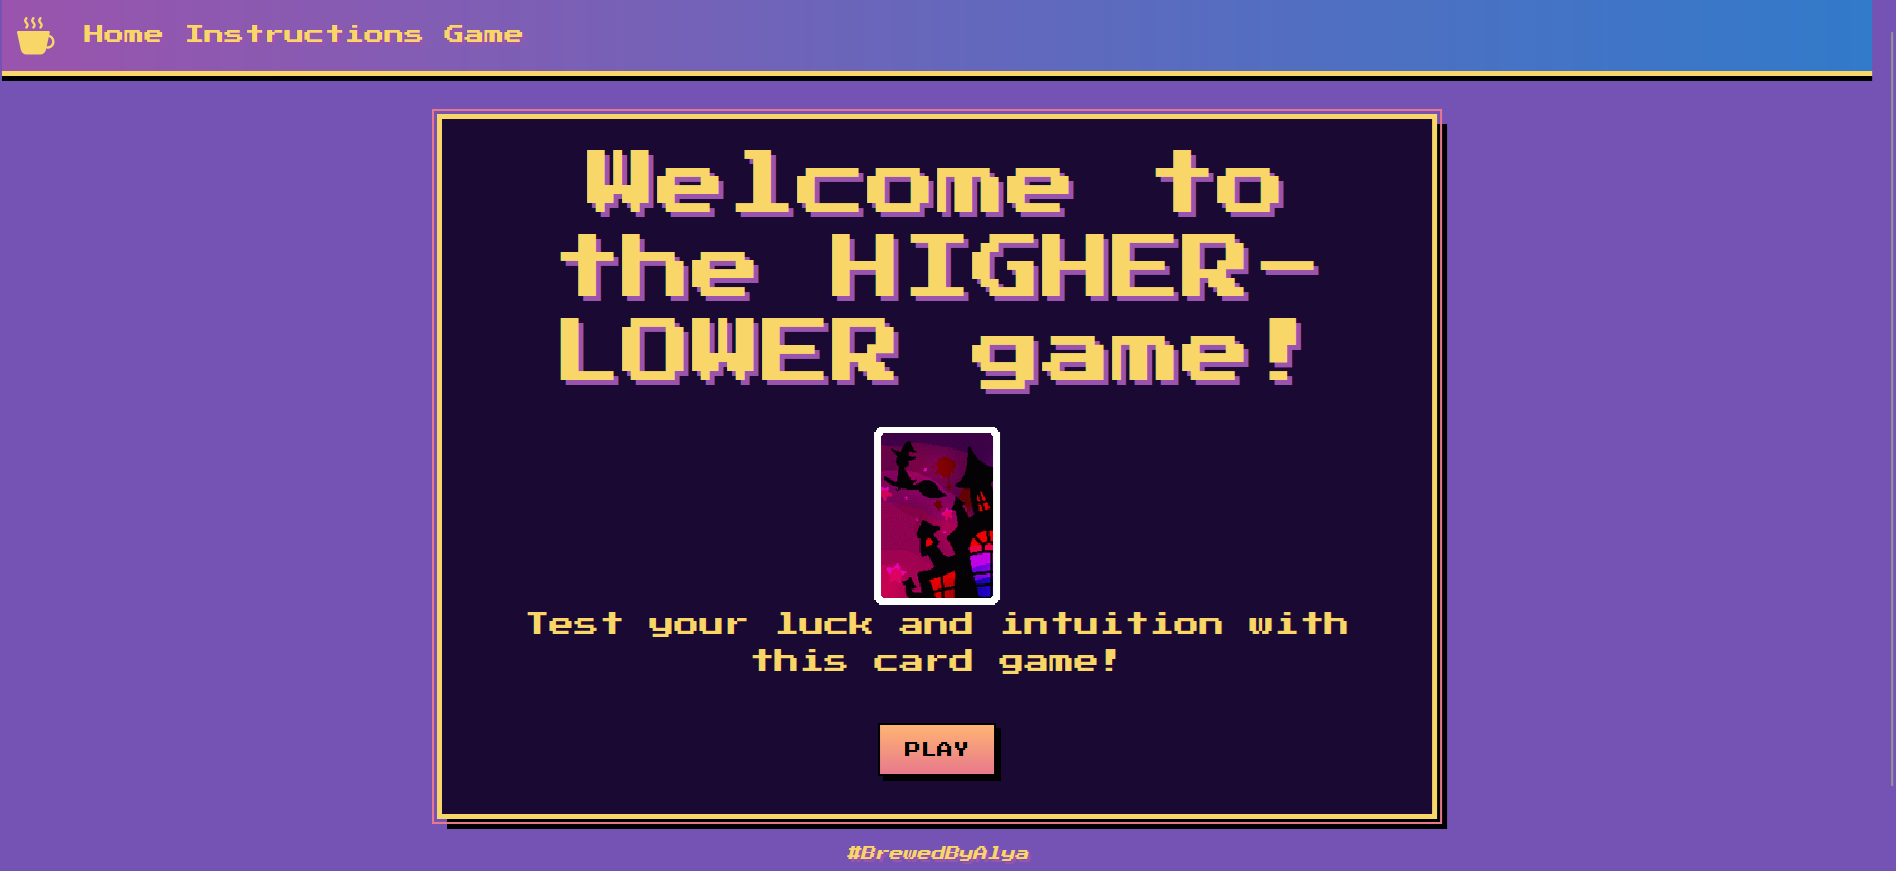 Home Instructions Game
Welcome to
the HIGHER-
LOWER game!
Test your luck and intuition with
this card game!
PLAY
#BrewedByAlya